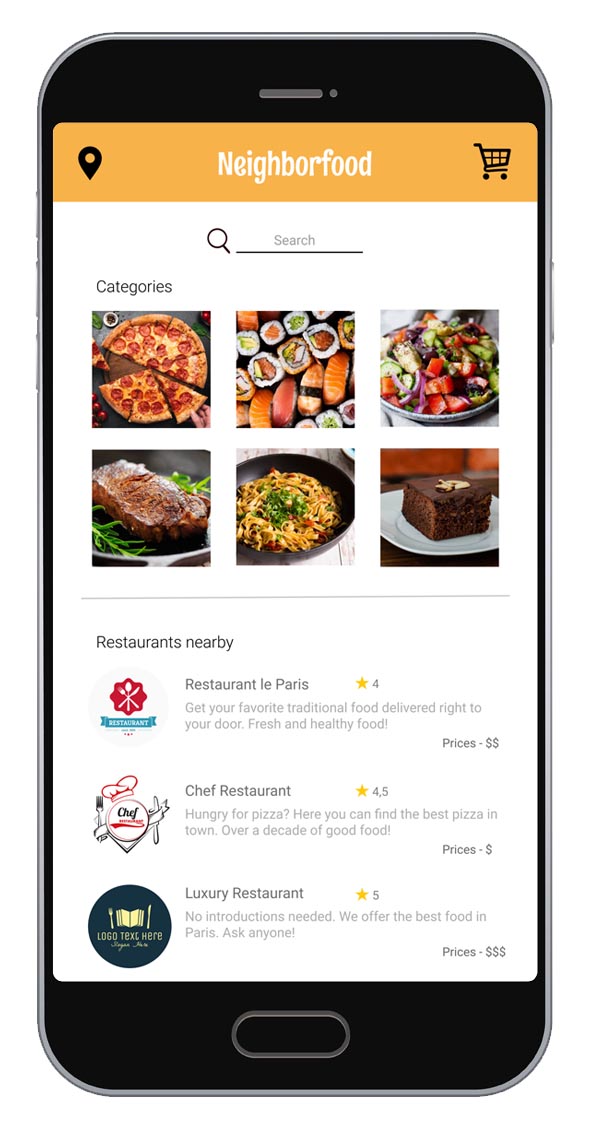 Neighborfood
Search
Categories
Restaurants nearby
RESTAURANT
Restaurant le Paris
4
Get your favorite traditional food delivered right to
your door. Fresh and healthy food!
Prices - $$
Chef
RESTAURANT
Chef Restaurant
4,5
Hungry for pizza? Here you can find the best pizza in
town. Over a decade of good food!
Prices - $
LOGO TEXT HERE
Slogan Here
Luxury Restaurant
5
No introductions needed. We offer the best food in
Paris. Ask anyone!
Prices - $$$